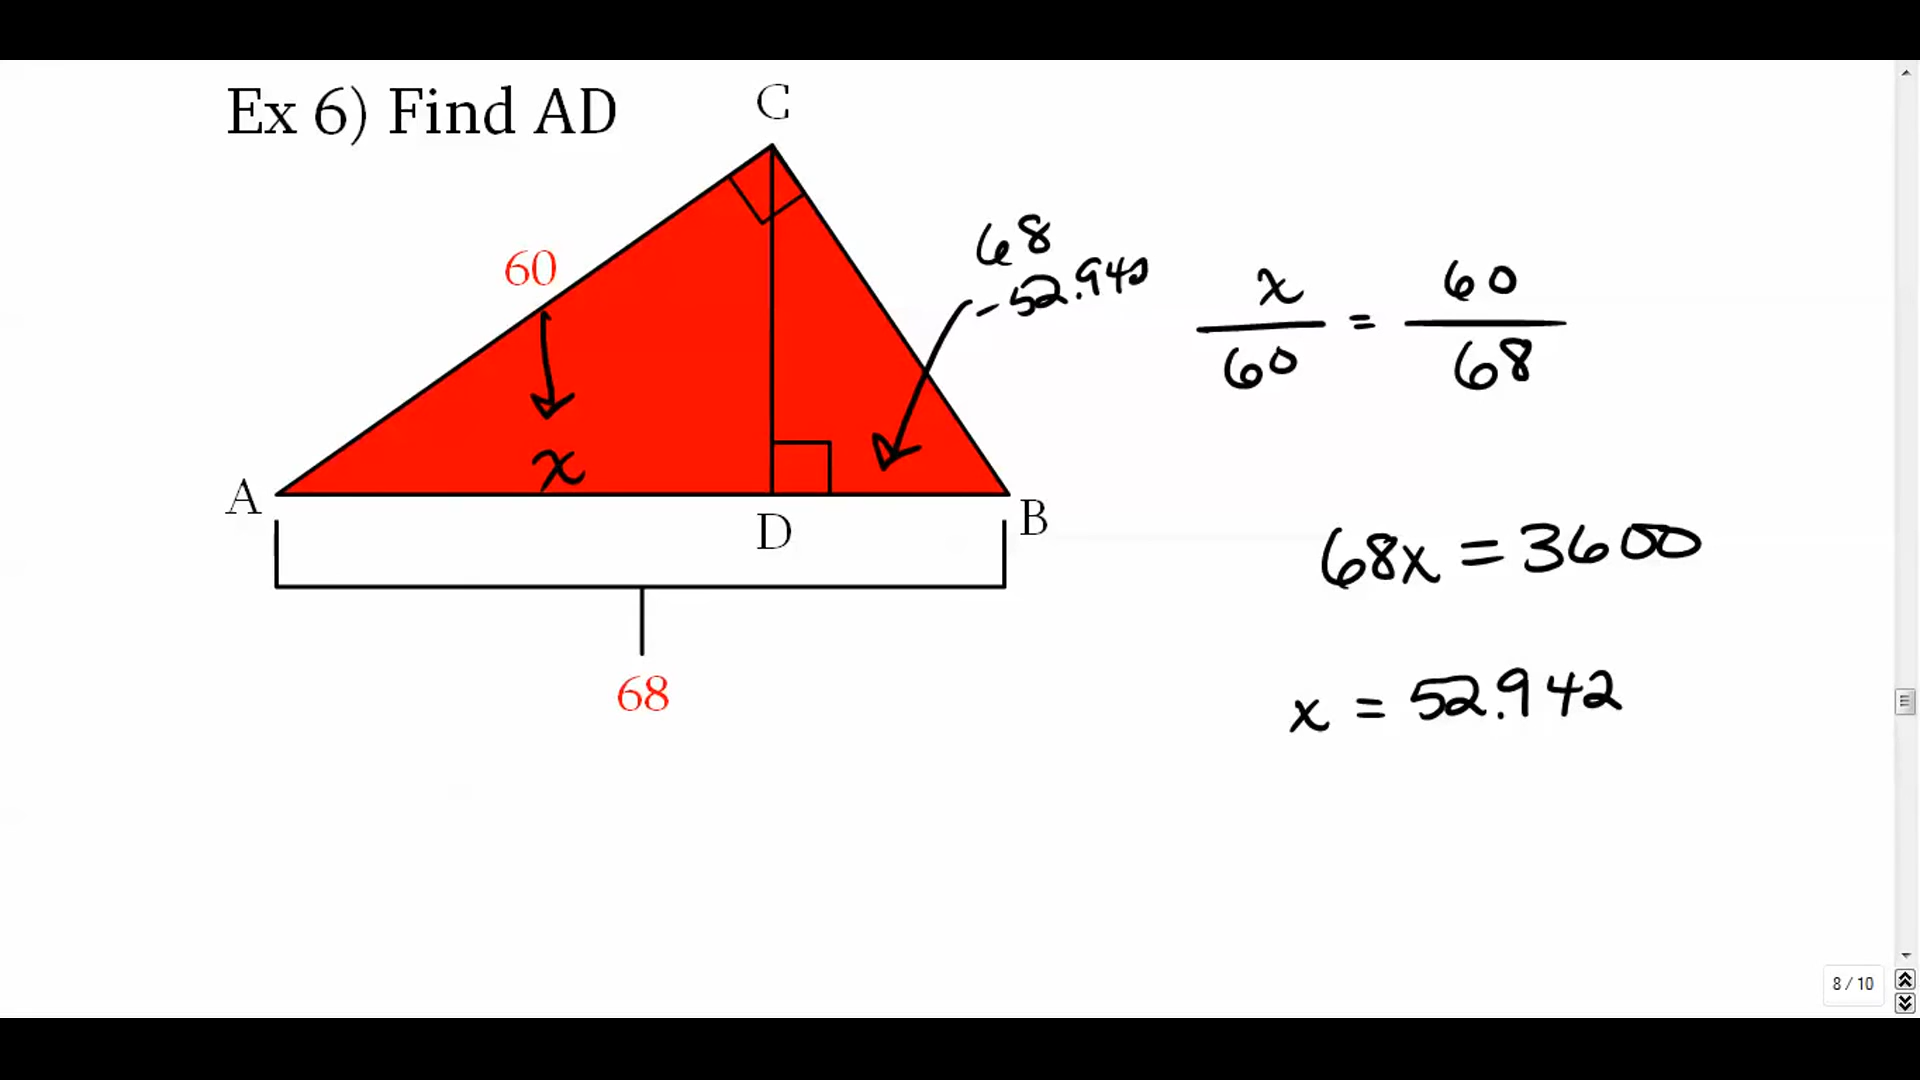 Ex 6) Find AD
C
60
68
-52.942
x/60 = 60/68
x
A
D
B
68x = 3600
68
x = 52.942
8 / 10